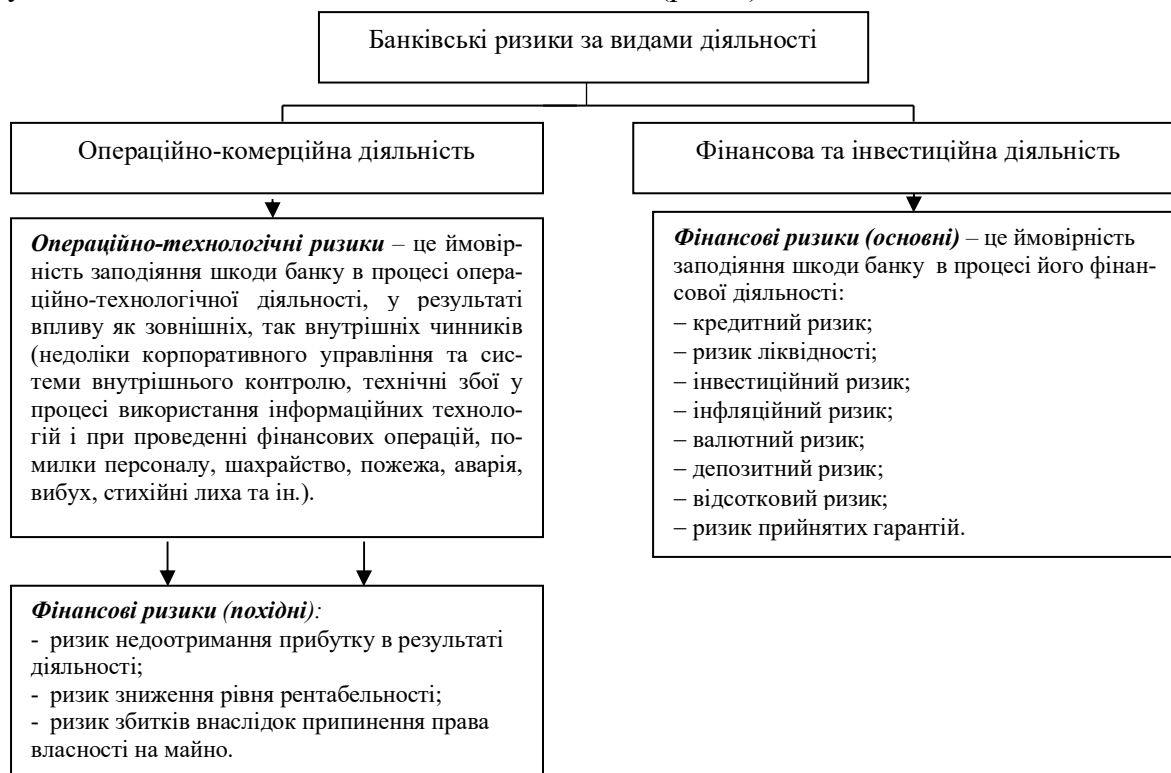 Банківські ризики за видами діяльності
Операційно-комерційна діяльність
Фінансова та інвестиційна діяльність
Операційно-технологічні ризики – це ймовір-
ність заподіяння шкоди банку в процесі опера-
ційно-технологічної діяльності, у результаті
впливу як зовнішніх, так внутрішніх чинників
(недоліки корпоративного управління та сис-
теми внутрішнього контролю, технічні збої у
процесі використання інформаційних техноло-
гій і при проведенні фінансових операцій, по-
милки персоналу, шахрайство, пожежа, аварія,
вибух, стихійні лиха та ін.).
Фінансові ризики (основні) – це ймовірність
заподіяння шкоди банку в процесі його фінан-
сової діяльності:
– кредитний ризик;
– ризик ліквідності;
– інвестиційний ризик;
– інфляційний ризик;
– валютний ризик;
– депозитний ризик;
– відсотковий ризик;
– ризик прийнятих гарантій.
Фінансові ризики (похідні):
- ризик недоотримання прибутку в результаті
діяльності;
- ризик зниження рівня рентабельності;
- ризик збитків внаслідок припинення права
власності на майно.